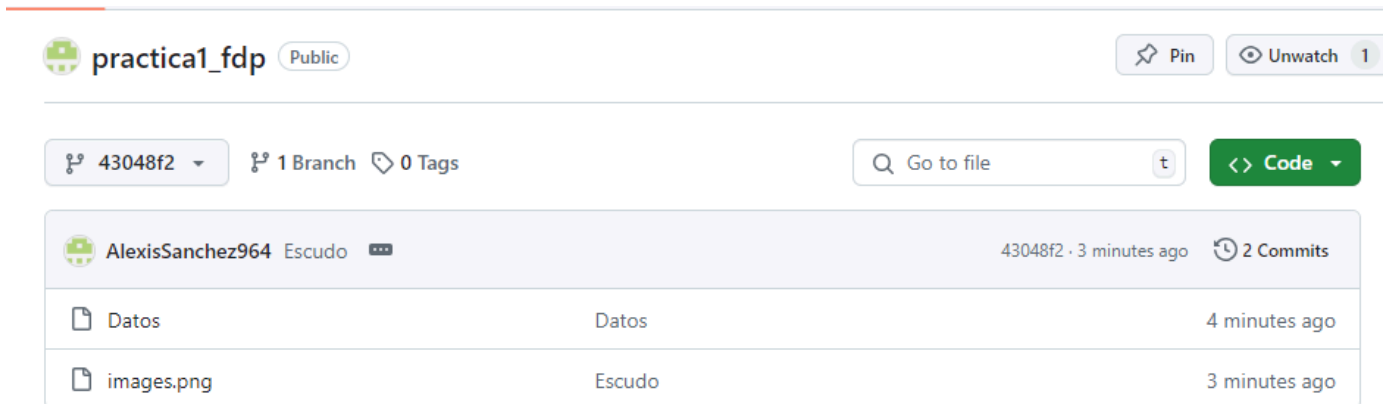 practica1_fdp Public Pin Unwatch 1
43048f2 1 Branch 0 Tags Go to file t <> Code
AlexisSanchez964 Escudo 43048f2 · 3 minutes ago 2 Commits
Datos Datos 4 minutes ago
images.png Escudo 3 minutes ago